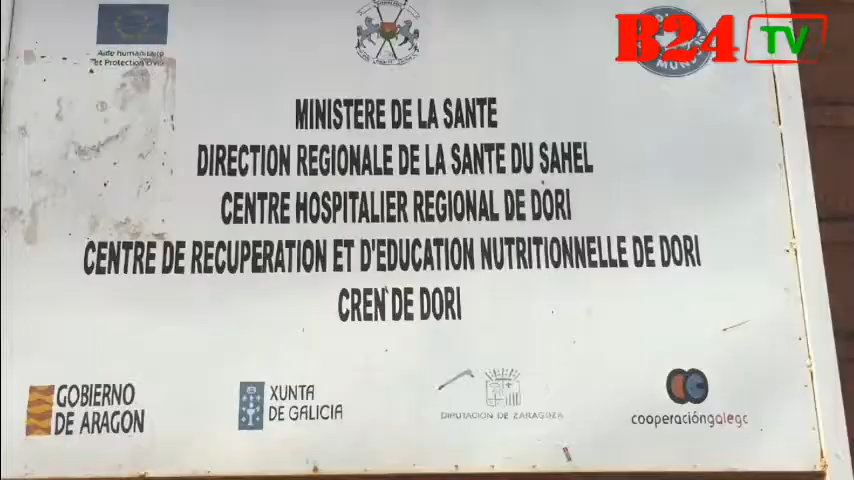 Aide humanitaire
et Protection civile
B24 TV
MUNDO
MINISTERE DE LA SANTE
DIRECTION REGIONALE DE LA SANTE DU SAHEL
CENTRE HOSPITALIER REGIONAL DE DORI
CENTRE DE RECUPERATION ET D'EDUCATION NUTRITIONNELLE DE DORI
CREN DE DORI
GOBIERNO
DE ARAGON
XUNTA
DE GALICIA
DIPUTACION DE ZARAGOZA
cooperacióngalega